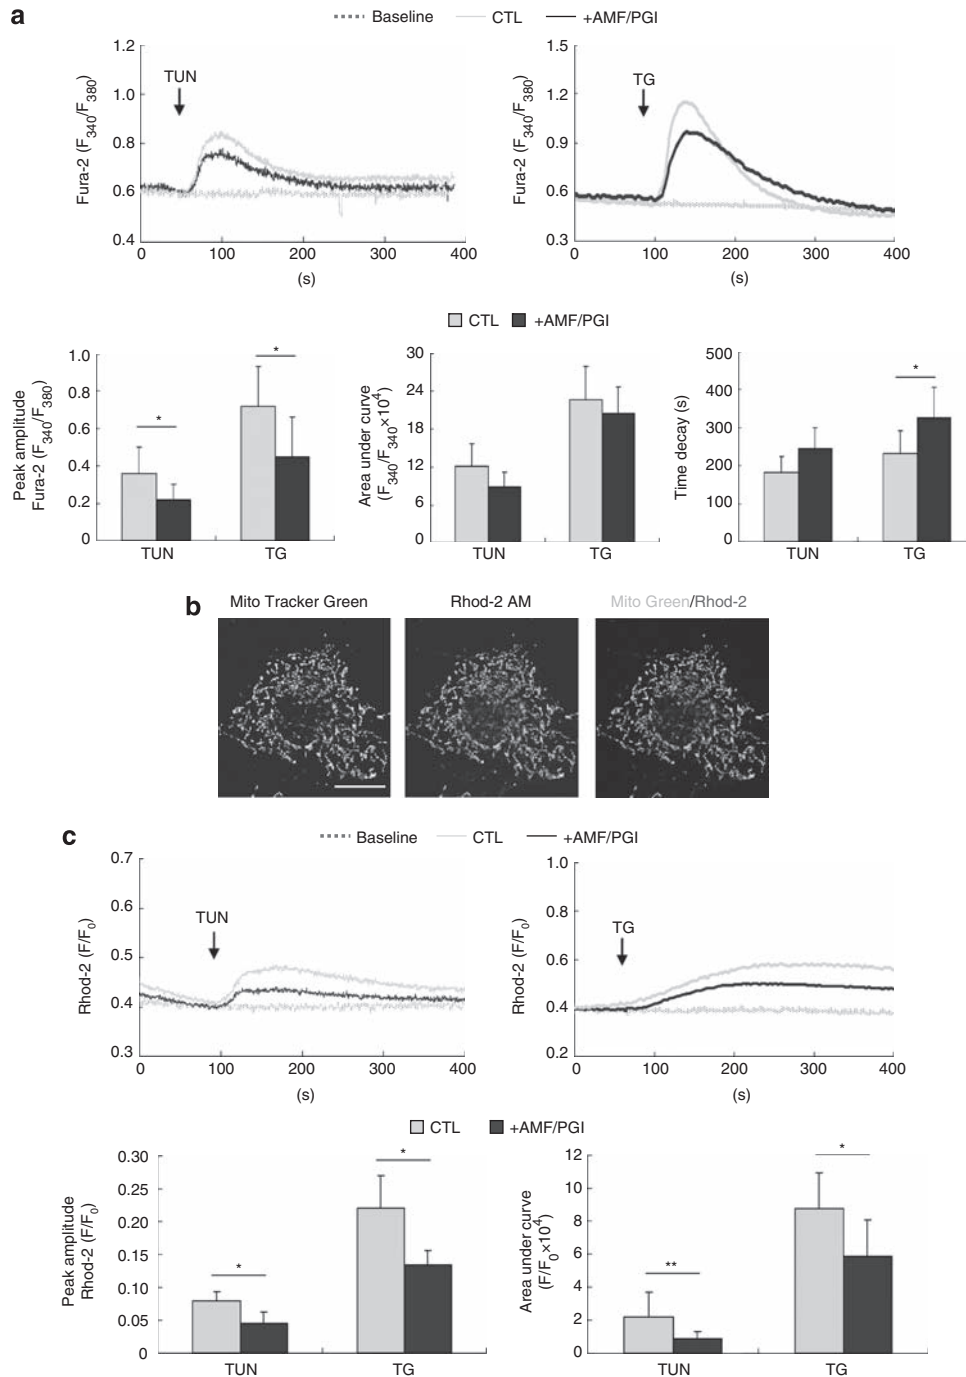 a
Baseline CTL +AMF/PGI
Fura-2 (F340/F380)
1.2
1.0
0.8
0.6
0.4
TUN
0 100 200 300 400
(s)
Fura-2 (F340/F380)
1.5
1.2
0.9
0.6
0.3
TG
0 100 200 300 400
(s)
CTL +AMF/PGI
Peak amplitude
Fura-2 (F340/F380)
1.0
0.8
0.6
0.4
0.2
0
*
*
TUN TG
Area under curve
(F340/F340×10⁴)
30
24
18
12
6
0
TUN TG
Time decay (s)
500
400
300
200
100
0
*
TUN TG
b
Mito Tracker Green Rhod-2 AM Mito Green/Rhod-2
c
Baseline CTL +AMF/PGI
Rhod-2 (F/F0)
0.7
0.6
0.5
0.4
0.3
TUN
0 100 200 300 400
(s)
Rhod-2 (F/F0)
1.0
0.8
0.6
0.4
0.2
TG
0 100 200 300 400
(s)
CTL +AMF/PGI
Peak amplitude
Rhod-2 (F/F0)
0.30
0.25
0.20
0.15
0.10
0.05
0
*
*
TUN TG
Area under curve
(F/F0×10⁴)
12
10
8
6
4
2
0
**
*
TUN TG